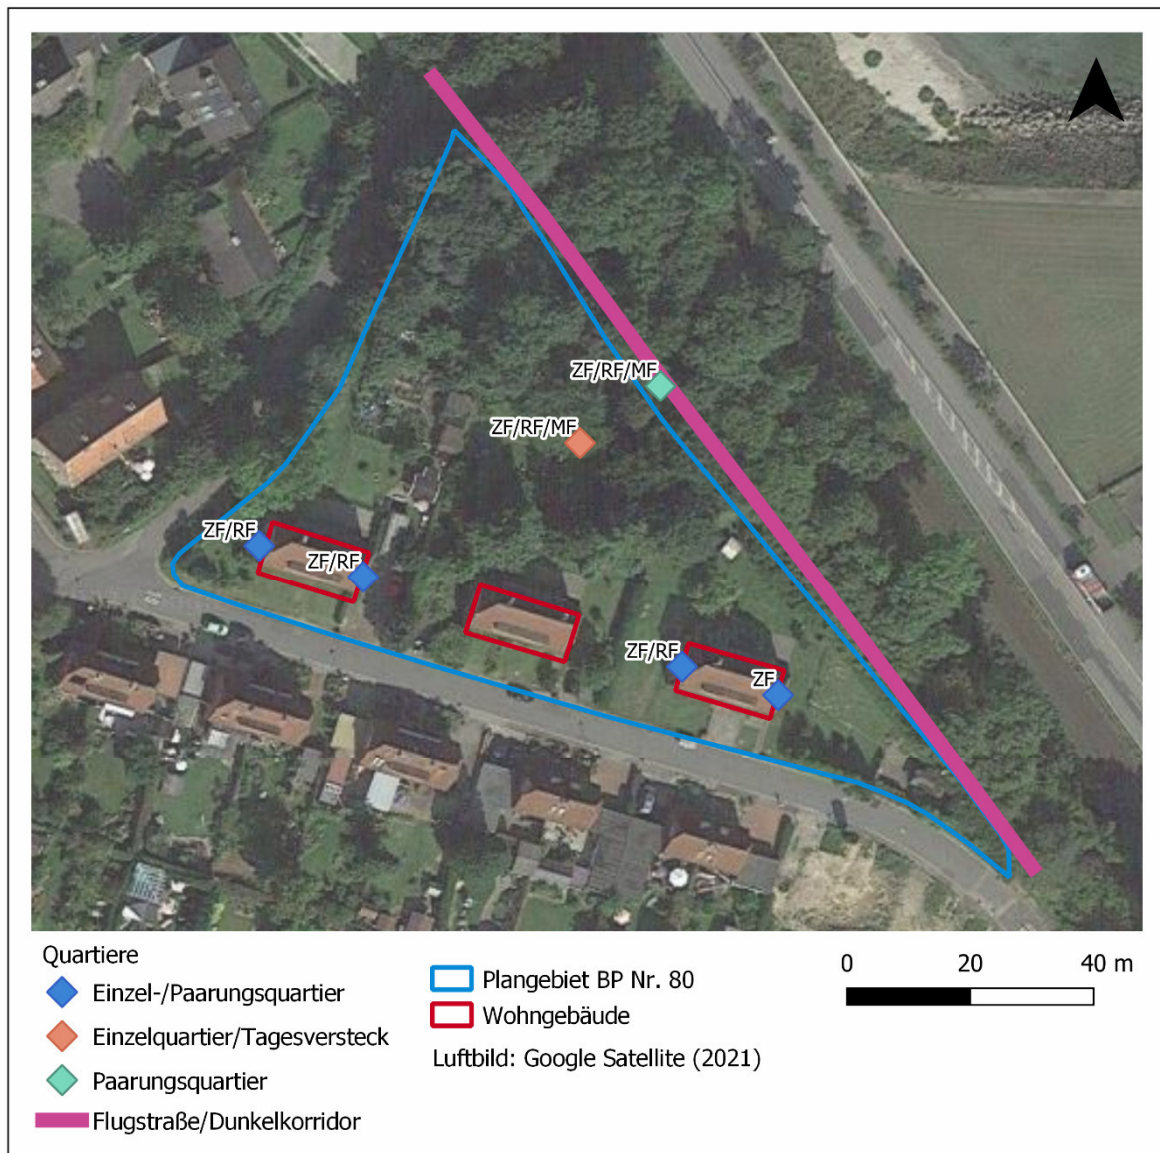 ZF/RF/MF
ZF/RF/MF
ZF/RF
ZF/RF
ZF/RF
ZF
Quartiere
Einzel-/Paarungsquartier
Einzelquartier/Tagesversteck
Paarungsquartier
Flugstraße/Dunkelkorridor
Plangebiet BP Nr. 80
Wohngebäude
Luftbild: Google Satellite (2021)
0 20 40 m